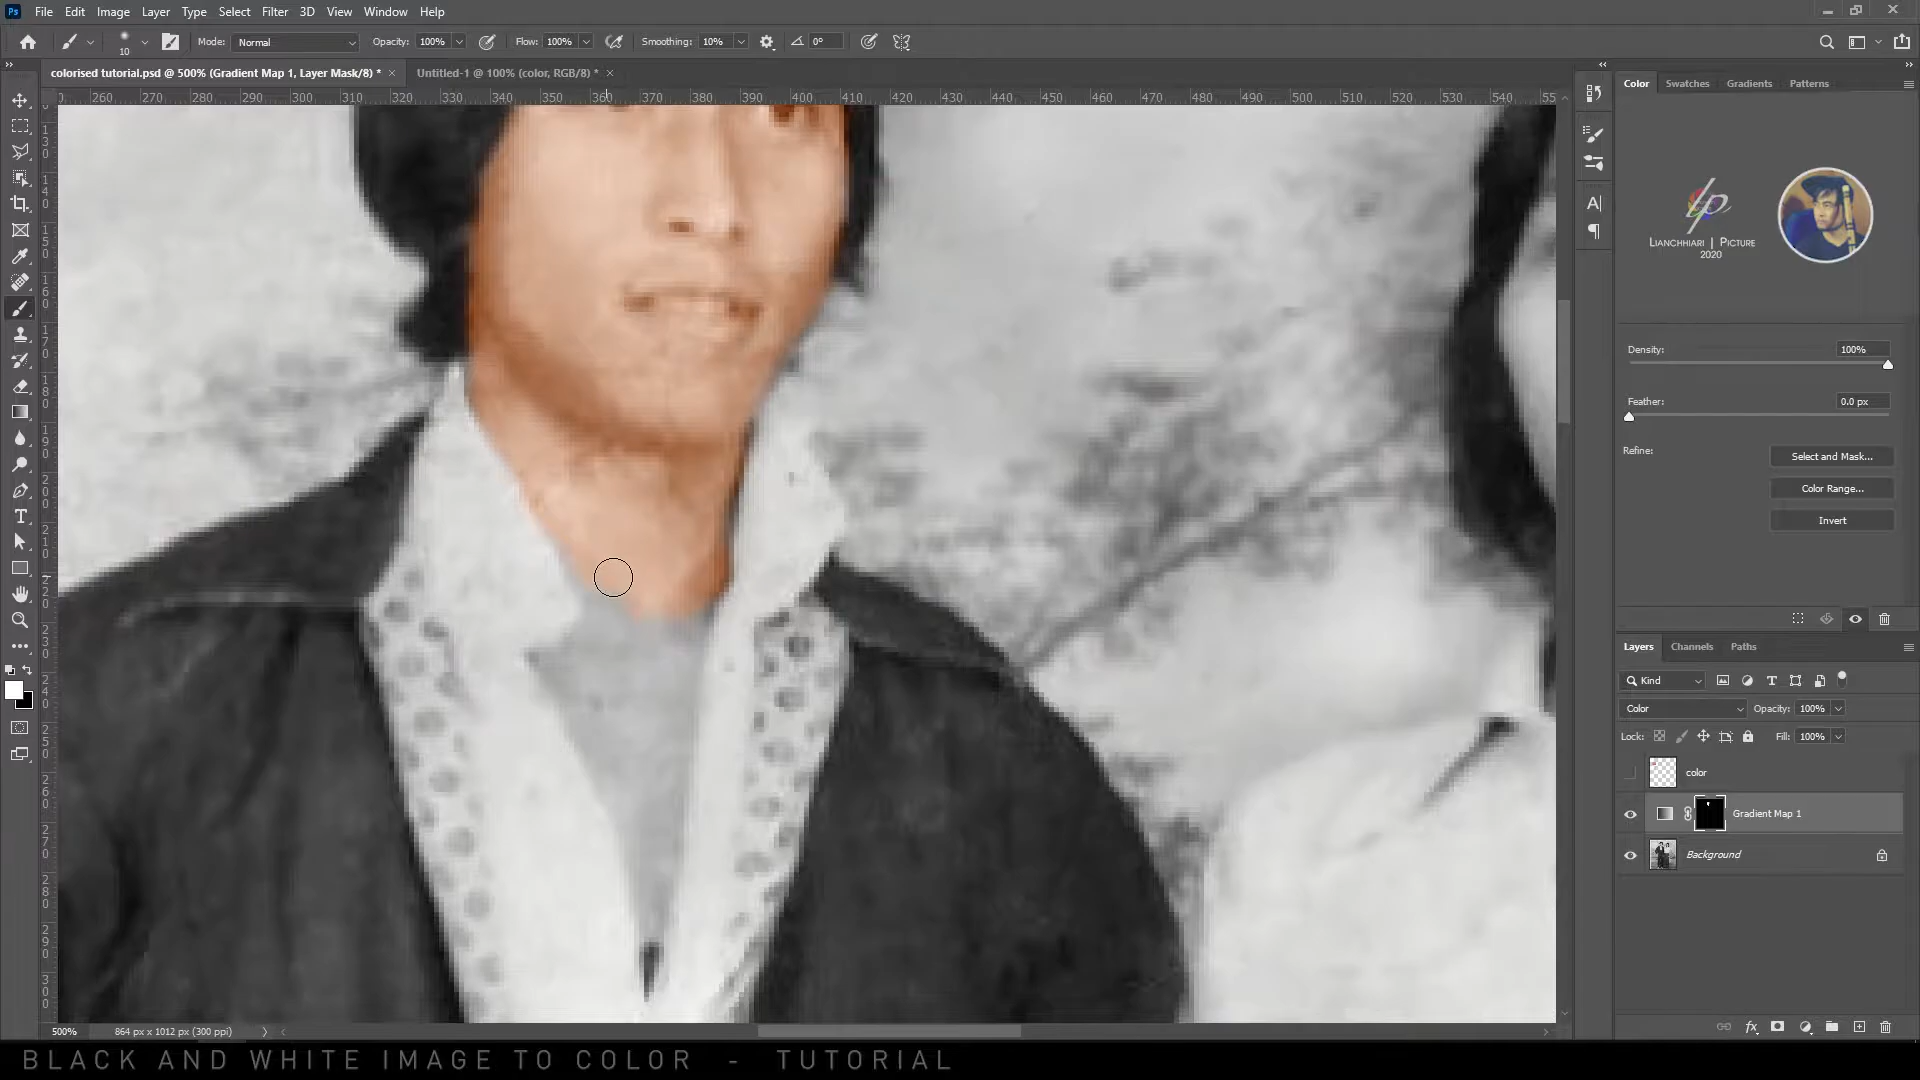 Ps File Edit Image Layer Type Select Filter 3D View Window Help
10 Mode: Normal Opacity: 100% Flow: 100% Smoothing: 10% 0°
colorised tutorial.psd @ 500% (Gradient Map 1, Layer Mask/8) * × Untitled-1 @ 100% (color, RGB/8) * ×
260 270 280 290 300 310 320 330 340 350 360 370 380 390 400 410 420 430 440 450 460 470 480 490 500 510 520 530 540 55
Color Swatches Gradients Patterns
lp
LIANCHHIARI | PICTURE
2020
Density: 100%
Feather: 0.0 px
Refine: Select and Mask...
Color Range...
Invert
Layers Channels Paths
Kind
Color Opacity: 100%
Lock: Fill: 100%
color
Gradient Map 1
Background
500% 864 px x 1012 px (300 ppi)
BLACK AND WHITE IMAGE TO COLOR - TUTORIAL